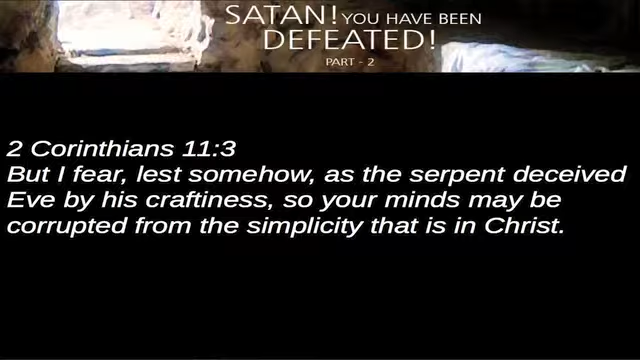 SATAN! YOU HAVE BEEN
DEFEATED!
PART - 2
2 Corinthians 11:3
But I fear, lest somehow, as the serpent deceived
Eve by his craftiness, so your minds may be
corrupted from the simplicity that is in Christ.